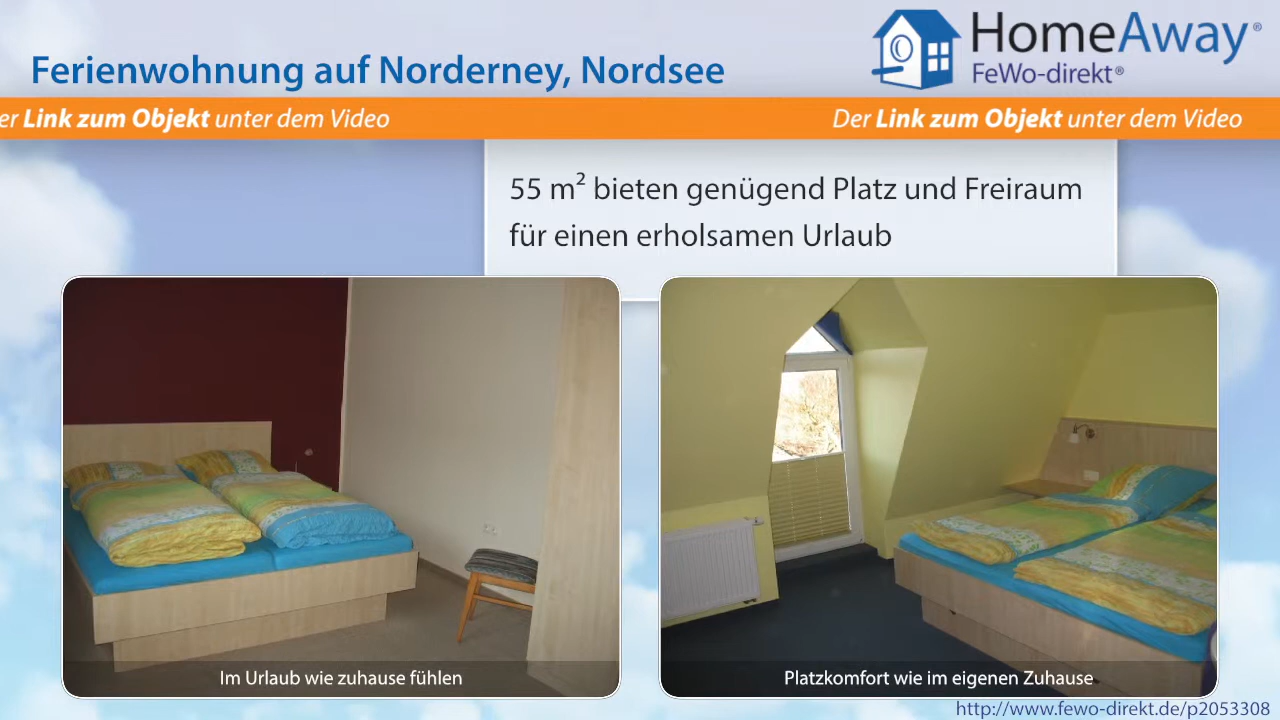 Ferienwohnung auf Norderney, Nordsee
HomeAway®
FeWo-direkt®
er Link zum Objekt unter dem Video
Der Link zum Objekt unter dem Video
55 m² bieten genügend Platz und Freiraum
für einen erholsamen Urlaub
Im Urlaub wie zuhause fühlen
Platzkomfort wie im eigenen Zuhause
http://www.fewo-direkt.de/p2053308